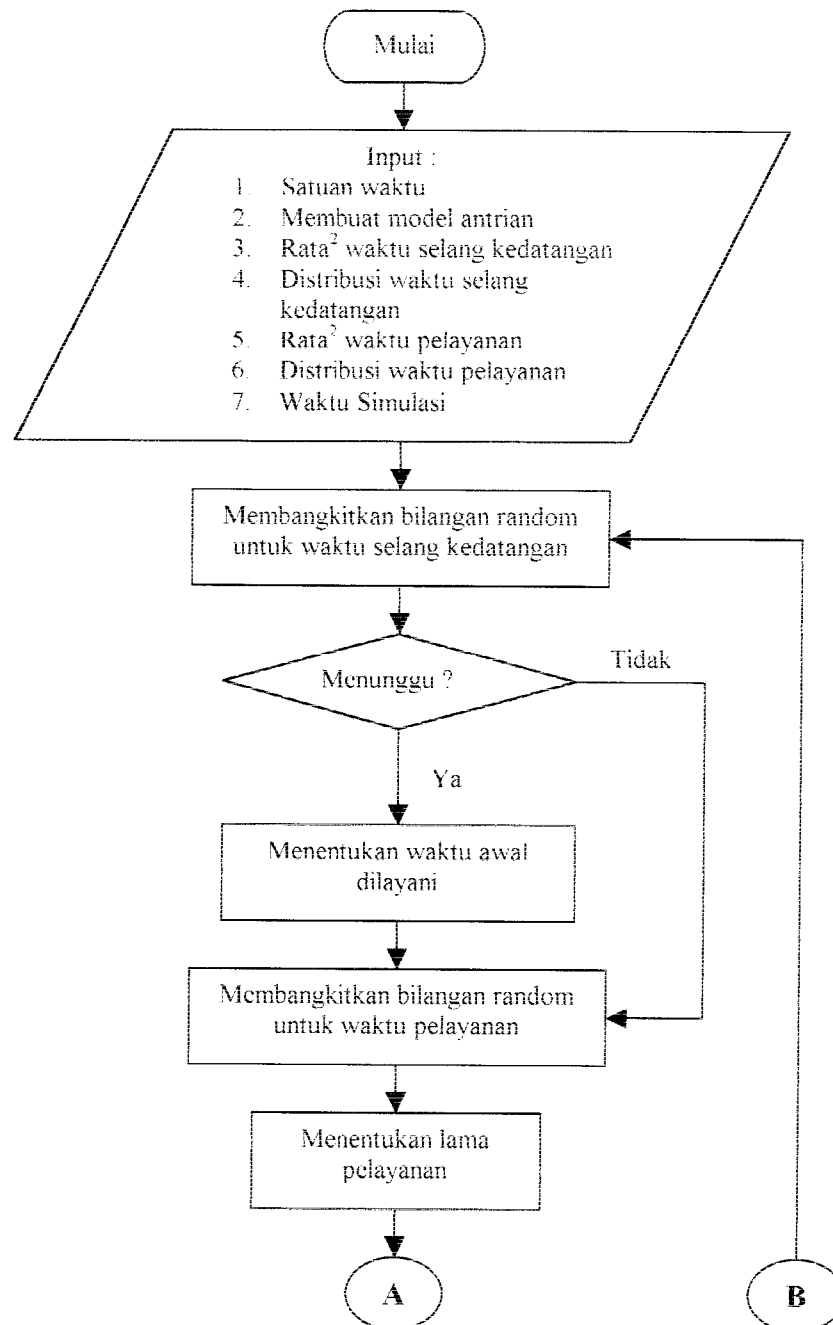 Mulai
Input :
1. Satuan waktu
2. Membuat model antrian
3. Rata² waktu selang kedatangan
4. Distribusi waktu selang
kedatangan
5. Rata² waktu pelayanan
6. Distribusi waktu pelayanan
7. Waktu Simulasi
Membangkitkan bilangan random
untuk waktu selang kedatangan
Menunggu ?
Tidak
Ya
Menentukan waktu awal
dilayani
Membangkitkan bilangan random
untuk waktu pelayanan
Menentukan lama
pelayanan
A
B